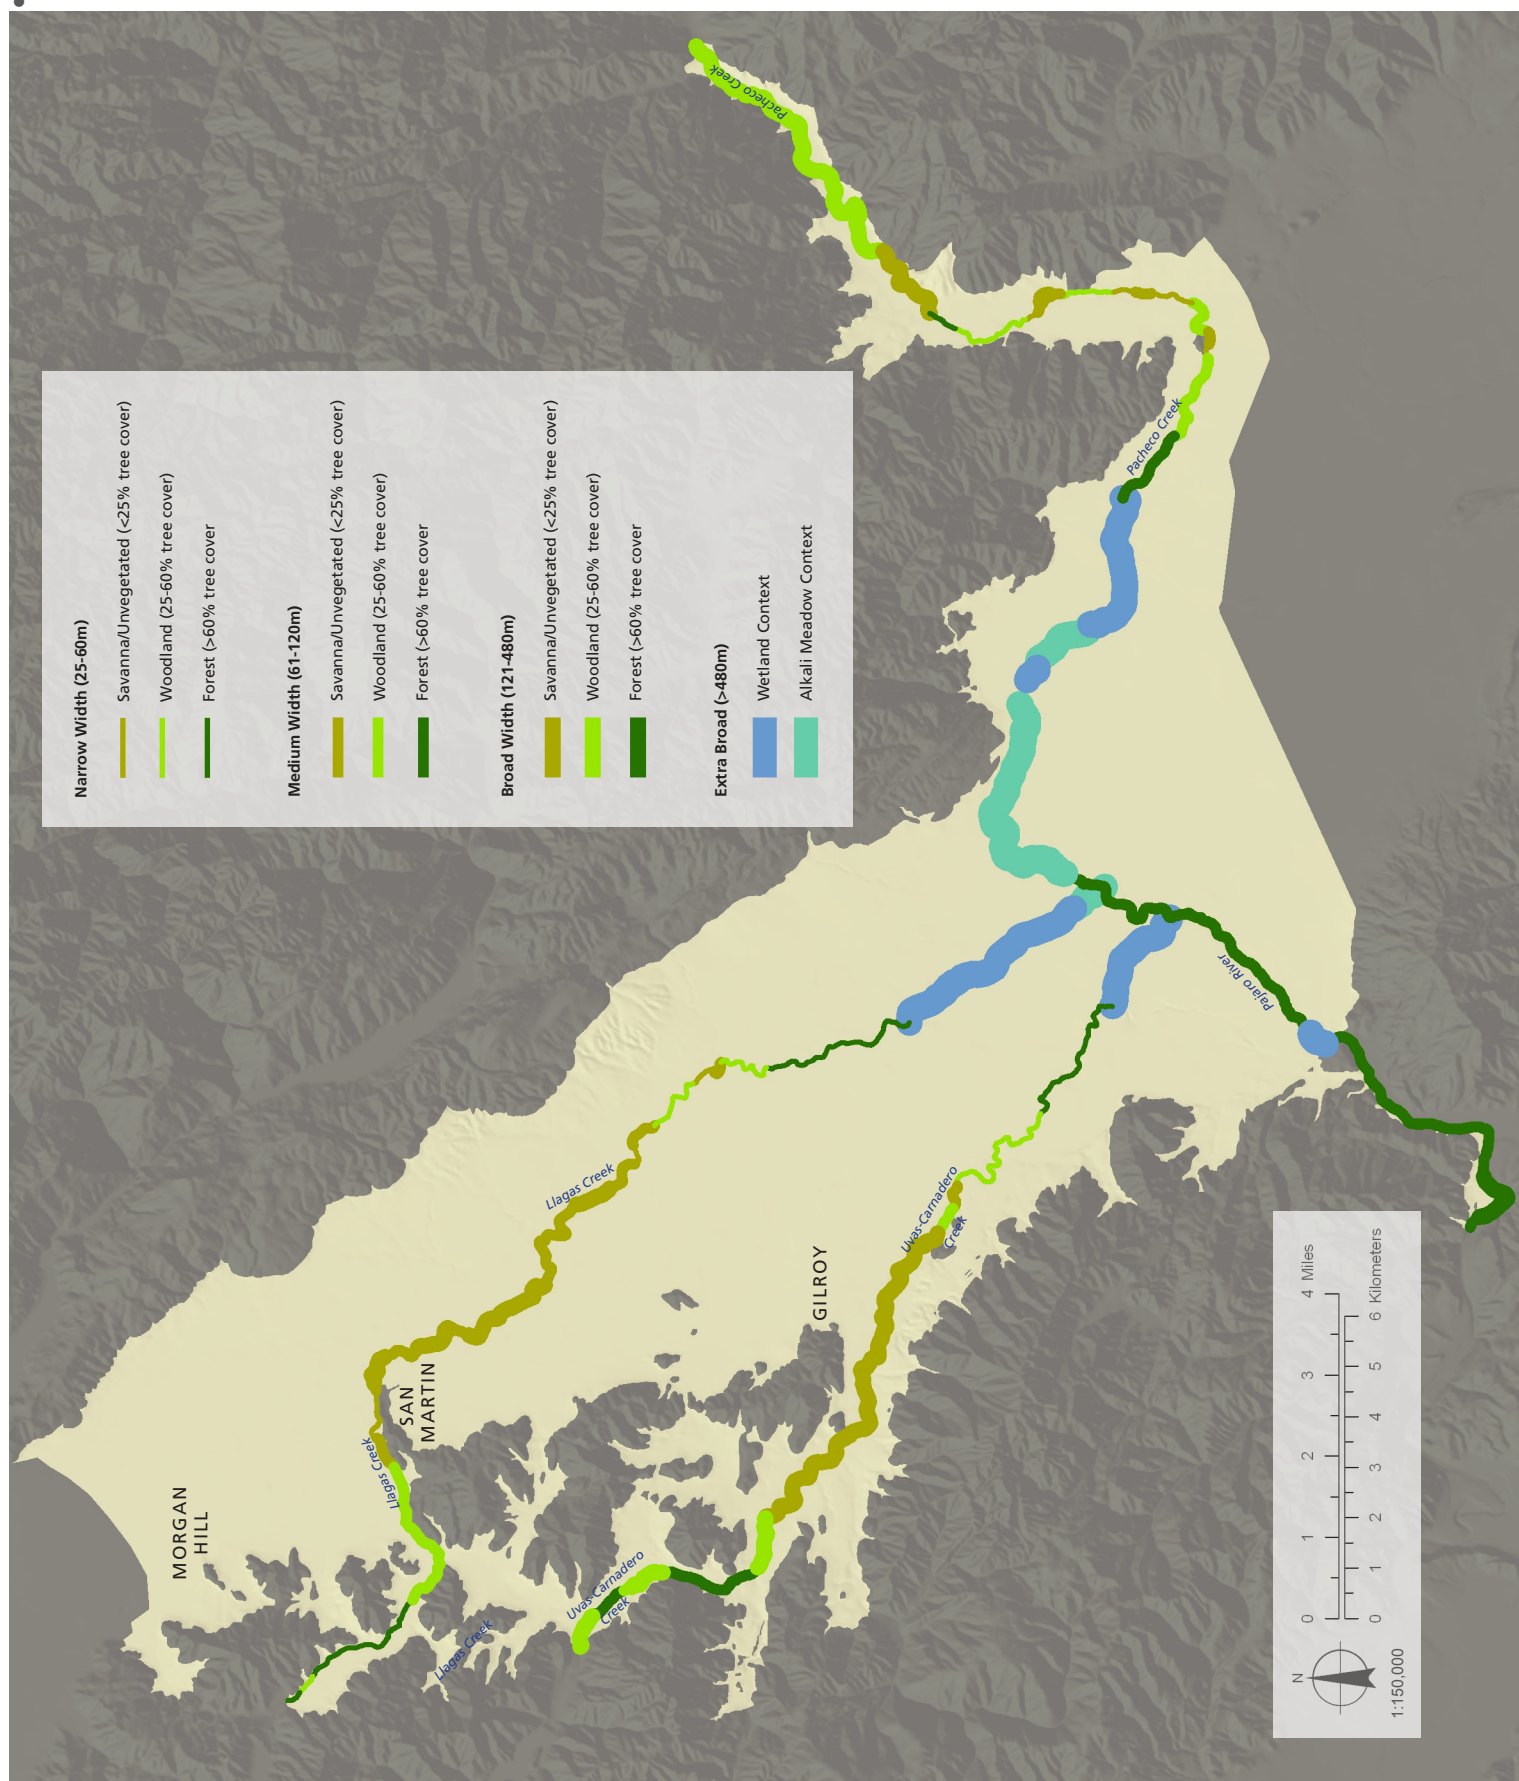 Narrow Width (25-60m)
Savanna/Unvegetated (<25% tree cover)
Woodland (25-60% tree cover)
Forest (>60% tree cover
Medium Width (61-120m)
Savanna/Unvegetated (<25% tree cover)
Woodland (25-60% tree cover)
Forest (>60% tree cover
Broad Width (121-480m)
Savanna/Unvegetated (<25% tree cover)
Woodland (25-60% tree cover)
Forest (>60% tree cover
Extra Broad (>480m)
Wetland Context
Alkali Meadow Context
MORGAN
HILL
SAN
MARTIN
GILROY
Llagas Creek
Llagas Creek
Llagas Creek
Uvas-Carnadero
Creek
Uvas-Carnadero
Creek
Pajaro River
Pacheco Creek
Pacheco Creek
N
1:150,000
0 1 2 3 4 Miles
0 1 2 3 4 5 6 Kilometers